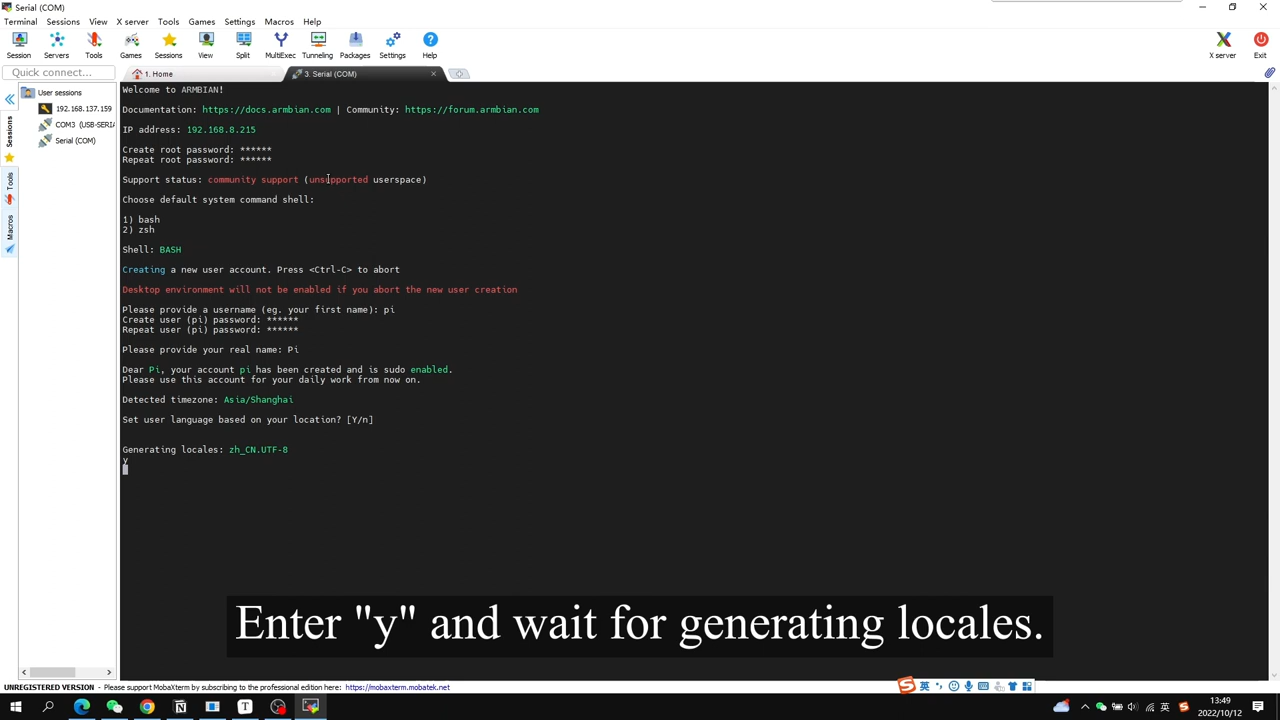 Serial (COM)
Terminal Sessions View X server Tools Games Settings Macros Help
Session Servers Tools Games Sessions View Split MultiExec Tunneling Packages Settings Help X server Exit
Quick connect...
1. Home
3. Serial (COM)
User sessions
192.168.137.159
COM3 (USB-SERIA
Serial (COM)
Sessions
Tools
Macros
Welcome to ARMBIAN!
Documentation: https://docs.armbian.com | Community: https://forum.armbian.com
IP address: 192.168.8.215
Create root password: ******
Repeat root password: ******
Support status: community support (unsupported userspace)
Choose default system command shell:
1) bash
2) zsh
Shell: BASH
Creating a new user account. Press <Ctrl-C> to abort
Desktop environment will not be enabled if you abort the new user creation
Please provide a username (eg. your first name): pi
Create user (pi) password: ******
Repeat user (pi) password: ******
Please provide your real name: Pi
Dear Pi, your account pi has been created and is sudo enabled.
Please use this account for your daily work from now on.
Detected timezone: Asia/Shanghai
Set user language based on your location? [Y/n]
Generating locales: zh_CN.UTF-8
y
Enter "y" and wait for generating locales.
UNREGISTERED VERSION - Please support MobaXterm by subscribing to the professional edition here: https://mobaxterm.mobatek.net
英
英
13:49
2022/10/12